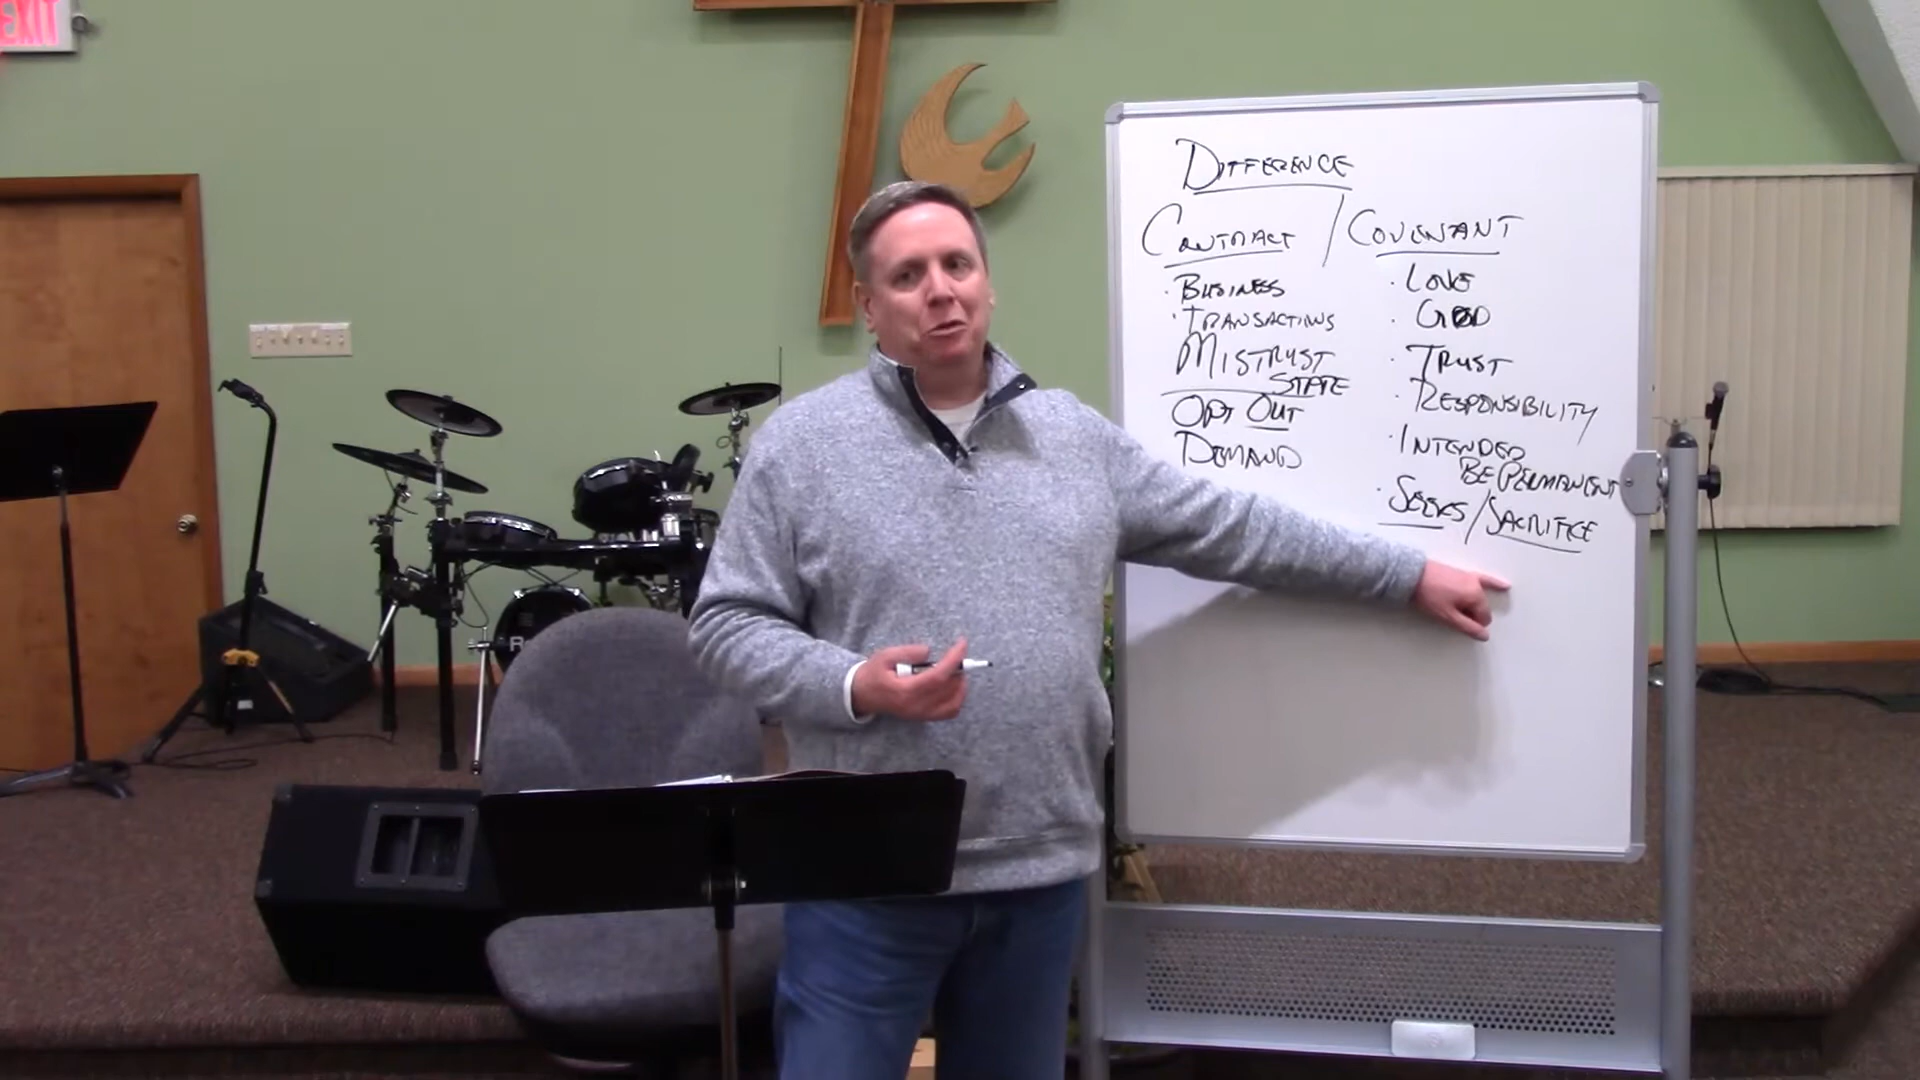 EXIT
DIFFERENCE
CONTRACT / COVENANT
· BUSINESS
· TRANSACTIONS
MISTRUST
STATE
OPT OUT
DEMAND
· LOVE
· GOD
· TRUST
· RESPONSIBILITY
· INTENDED
BE PERMANENT
· SEEKS / SACRIFICE
R